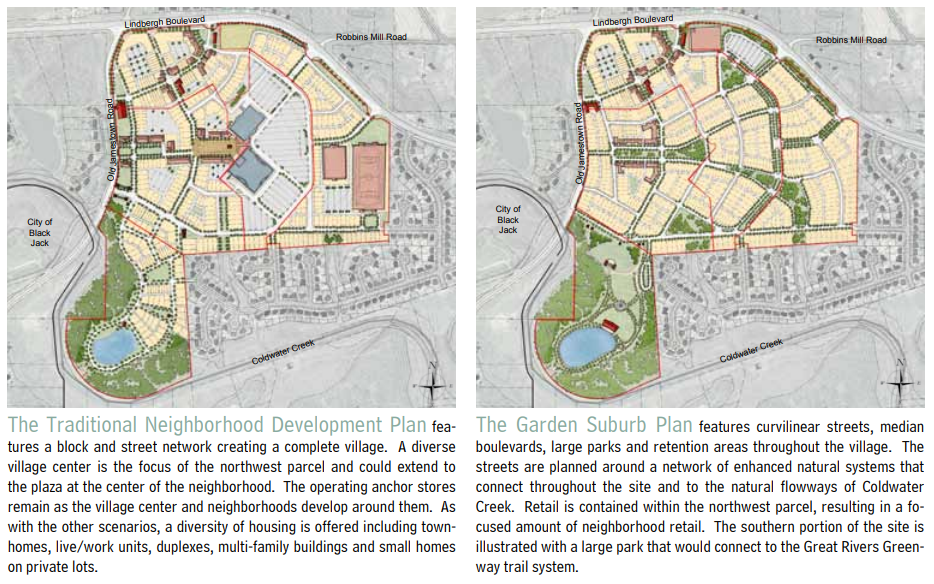 Lindbergh Boulevard
Robbins Mill Road
Old Jamestown Road
City of
Black
Jack
Coldwater Creek
N
The Traditional Neighborhood Development Plan fea-
tures a block and street network creating a complete village. A diverse
village center is the focus of the northwest parcel and could extend to
the plaza at the center of the neighborhood. The operating anchor stores
remain as the village center and neighborhoods develop around them. As
with the other scenarios, a diversity of housing is offered including town-
homes, live/work units, duplexes, multi-family buildings and small homes
on private lots.
Lindbergh Boulevard
Robbins Mill Road
Old Jamestown Road
City of
Black
Jack
Coldwater Creek
N
The Garden Suburb Plan features curvilinear streets, median
boulevards, large parks and retention areas throughout the village. The
streets are planned around a network of enhanced natural systems that
connect throughout the site and to the natural flowways of Coldwater
Creek. Retail is contained within the northwest parcel, resulting in a fo-
cused amount of neighborhood retail. The southern portion of the site is
illustrated with a large park that would connect to the Great Rivers Green-
way trail system.